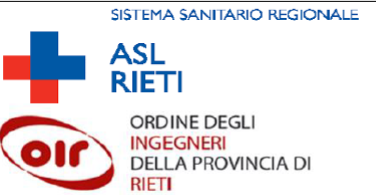 SISTEMA SANITARIO REGIONALE
ASL
RIETI
oir
ORDINE DEGLI
INGEGNERI
DELLA PROVINCIA DI
RIETI